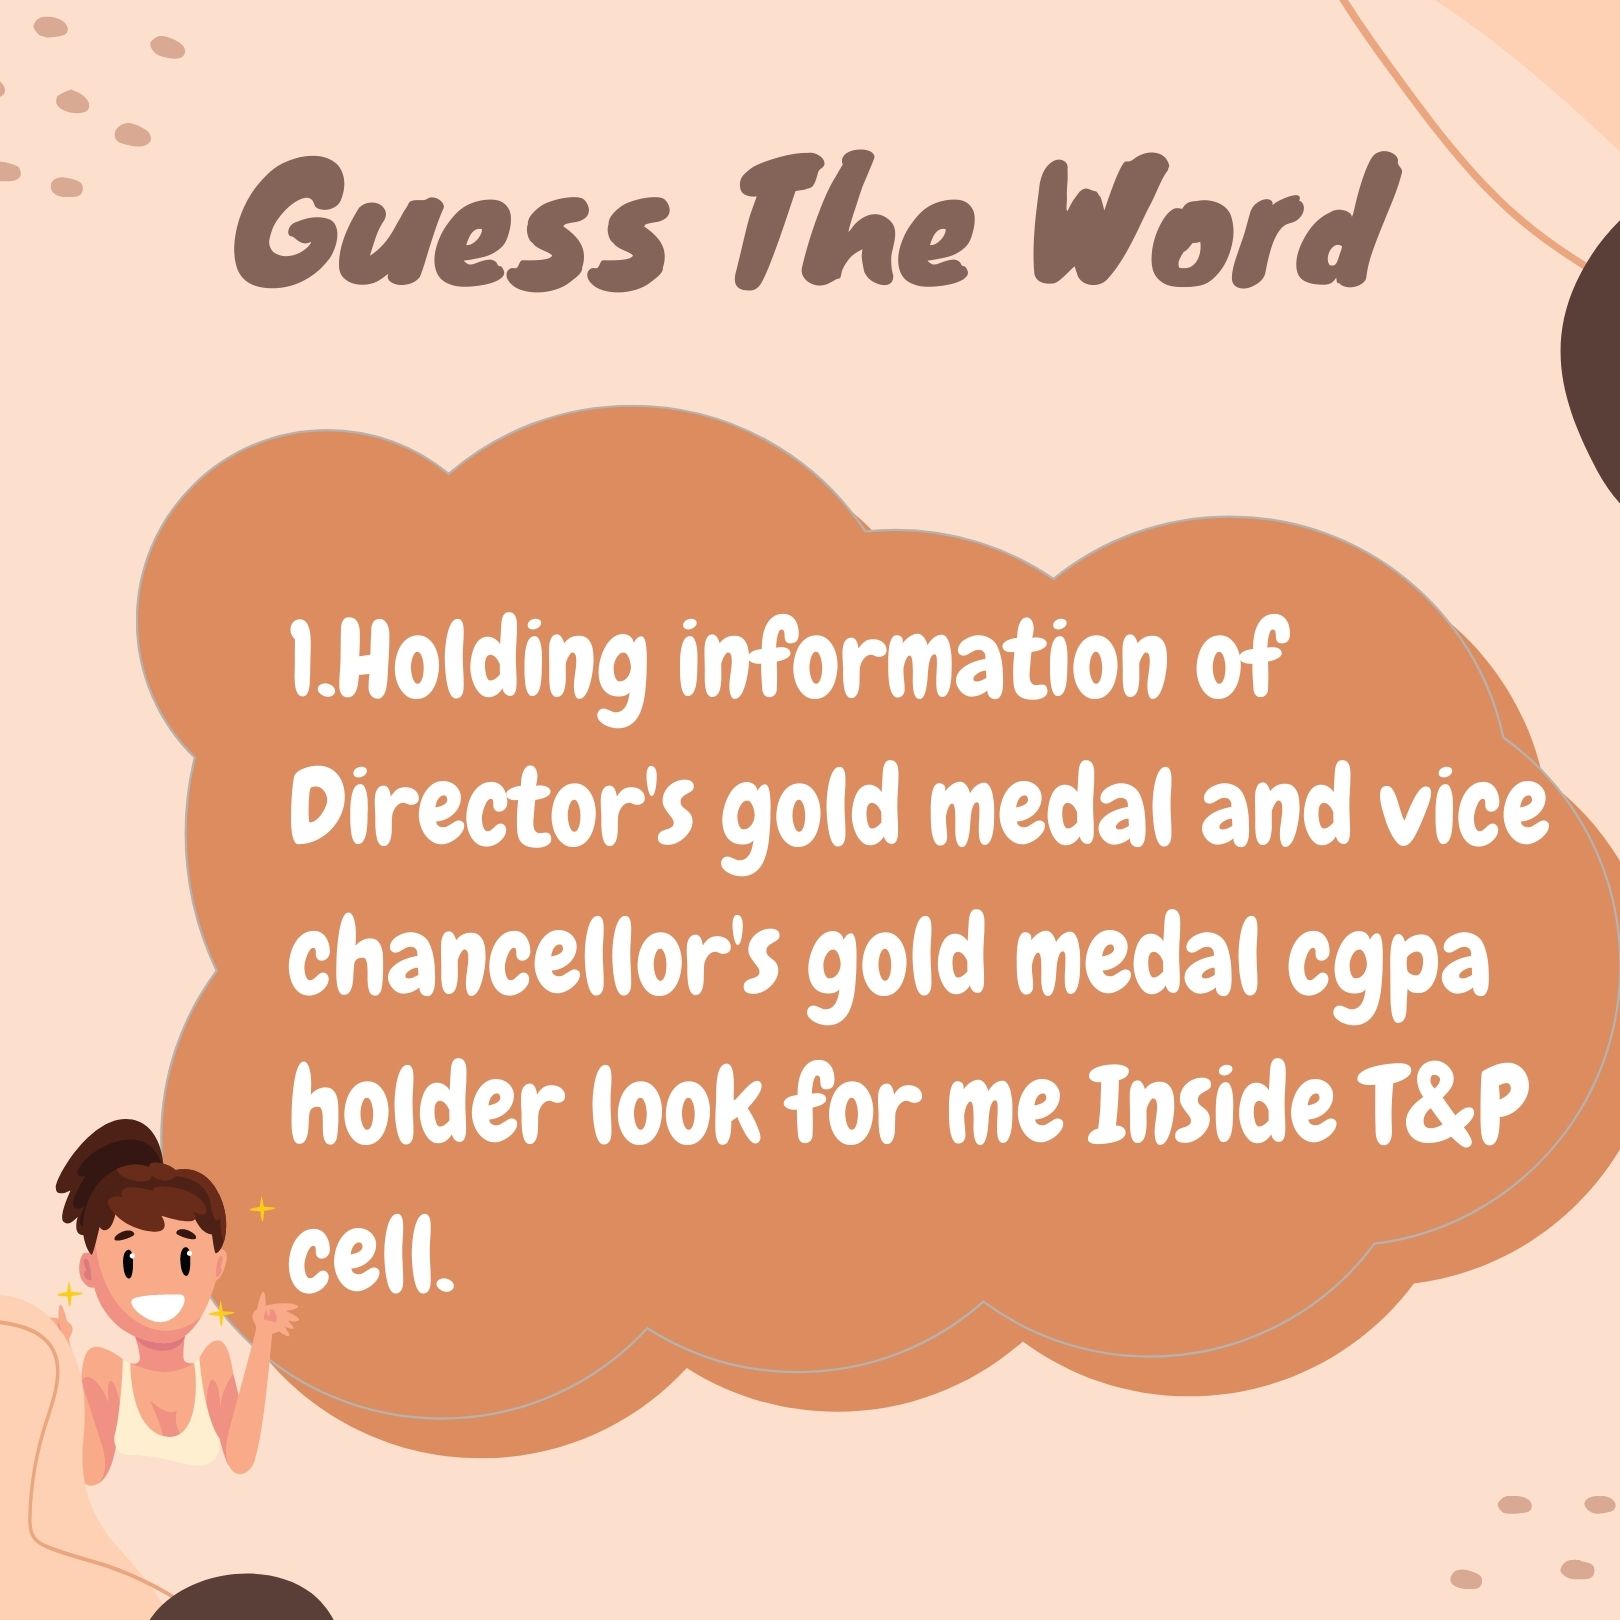 Guess The Word
1.Holding information of
Director's gold medal and vice
chancellor's gold medal cgpa
holder look for me Inside T&P
cell.